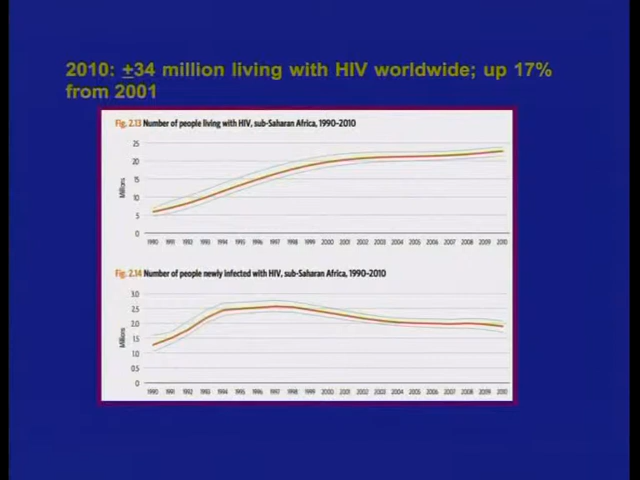 2010: ±34 million living with HIV worldwide; up 17%
from 2001
Fig. 2.13 Number of people living with HIV, sub-Saharan Africa, 1990–2010
25
20
15
10
5
0
Millions
1990 1991 1992 1993 1994 1995 1996 1997 1998 1999 2000 2001 2002 2003 2004 2005 2006 2007 2008 2009 2010
Fig. 2.14 Number of people newly infected with HIV, sub-Saharan Africa, 1990–2010
3.0
2.5
2.0
1.5
1.0
0.5
0
Millions
1990 1991 1992 1993 1994 1995 1996 1997 1998 1999 2000 2001 2002 2003 2004 2005 2006 2007 2008 2009 2010